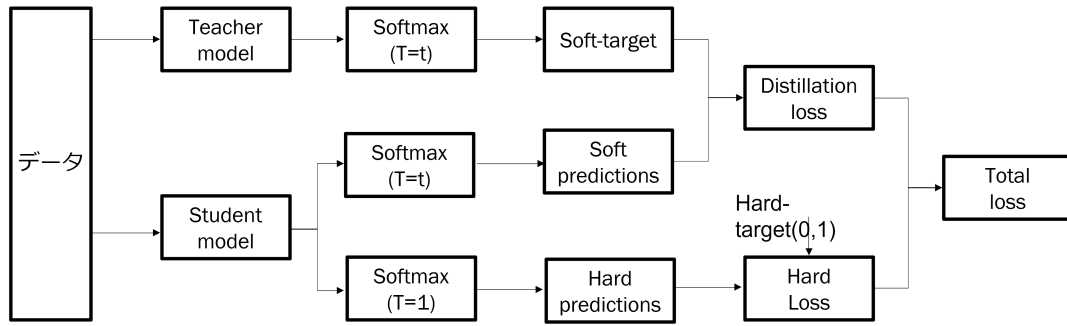 データ
Teacher
model
Softmax
(T=t)
Soft-target
Student
model
Softmax
(T=t)
Soft
predictions
Distillation
loss
Softmax
(T=1)
Hard
predictions
Hard-
target(0,1)
Hard
Loss
Total
loss